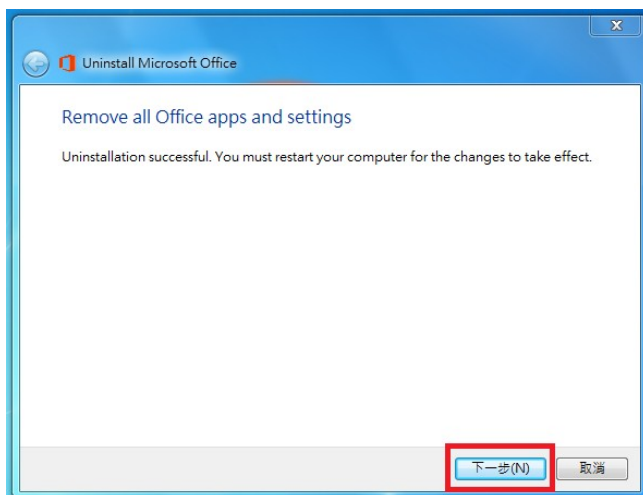 x
Uninstall Microsoft Office
Remove all Office apps and settings
Uninstallation successful. You must restart your computer for the changes to take effect.
下一步(N)
取消